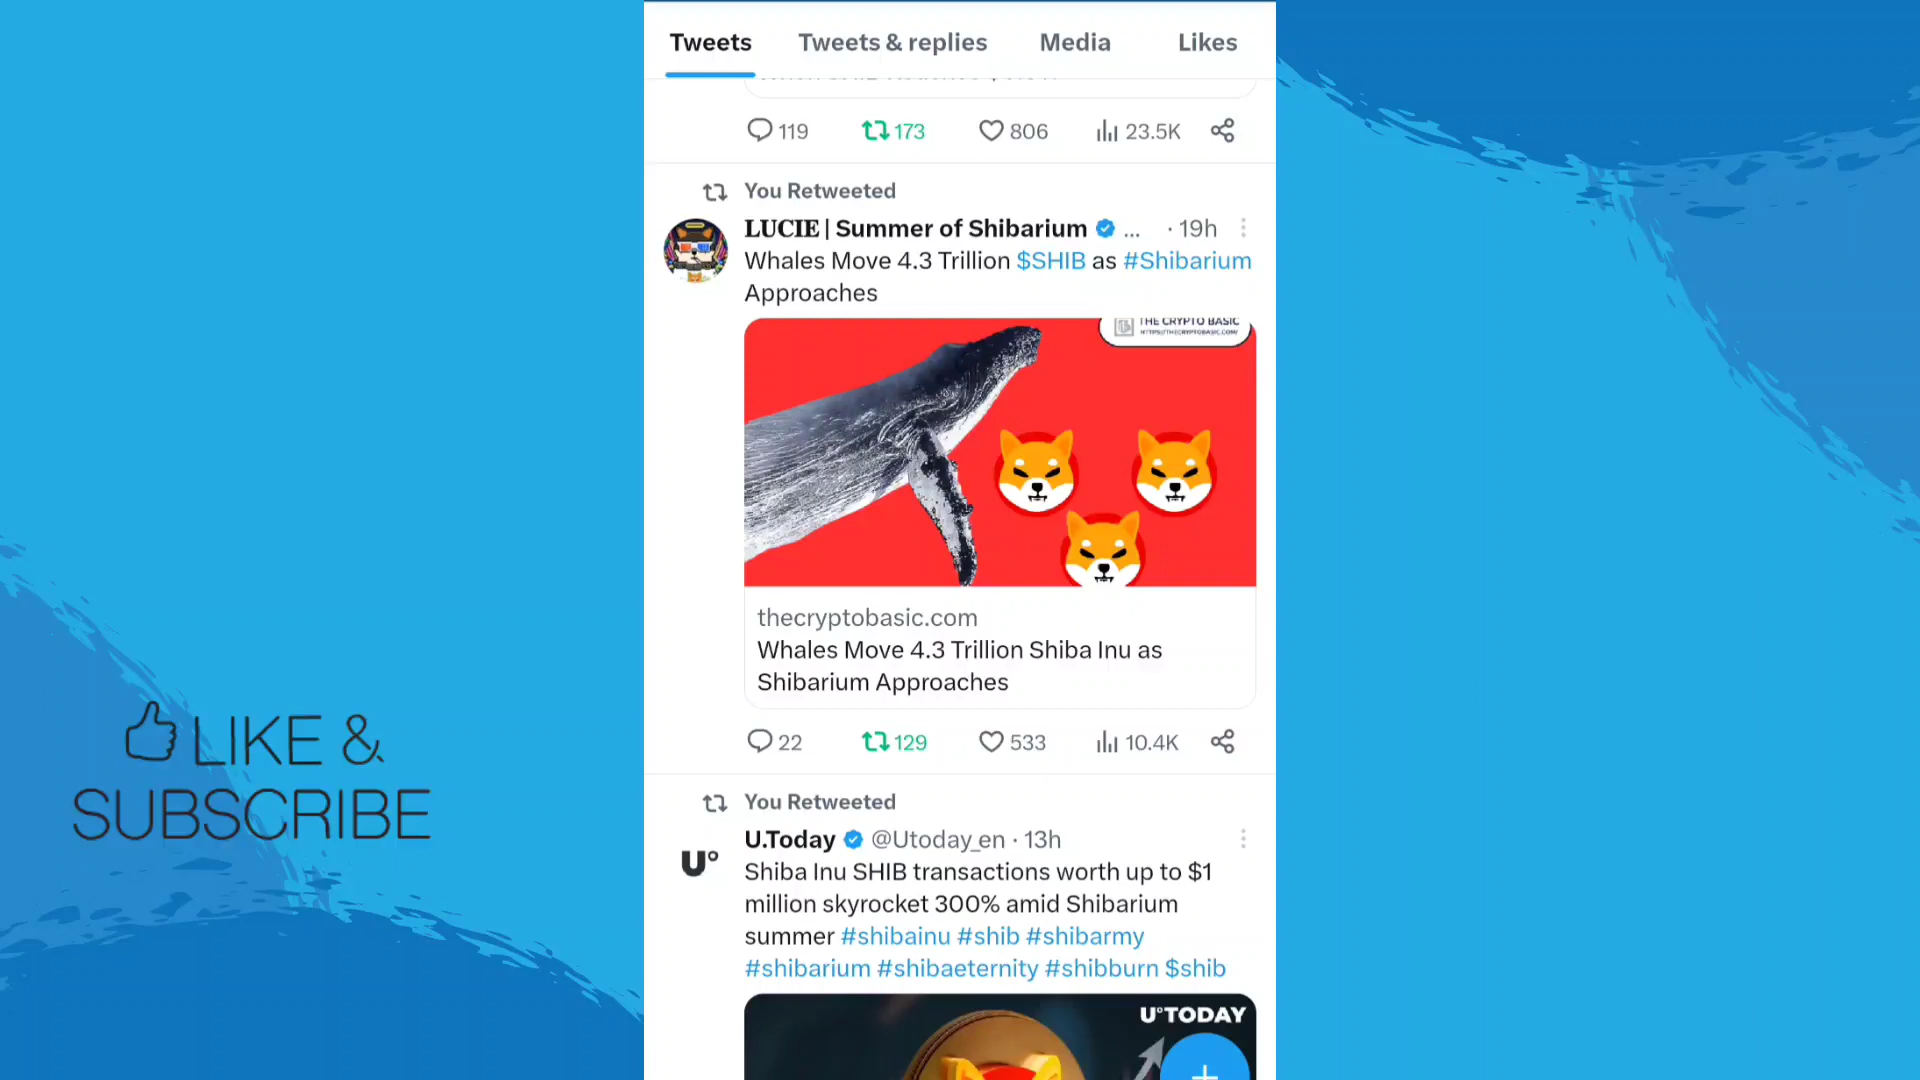 Tweets Tweets & replies Media Likes
119 173 806 23.5K
You Retweeted
LUCIE | Summer of Shibarium ... · 19h
Whales Move 4.3 Trillion $SHIB as #Shibarium
Approaches
THE CRYPTO BASIC
HTTPS://THECRYPTOBASIC.COM/
thecryptobasic.com
Whales Move 4.3 Trillion Shiba Inu as
Shibarium Approaches
22 129 533 10.4K
You Retweeted
U.Today @Utoday_en · 13h
Shiba Inu SHIB transactions worth up to $1
million skyrocket 300% amid Shibarium
summer #shibainu #shib #shibarmy
#shibarium #shibaeternity #shibburn $shib
U°TODAY
U°
LIKE &
SUBSCRIBE